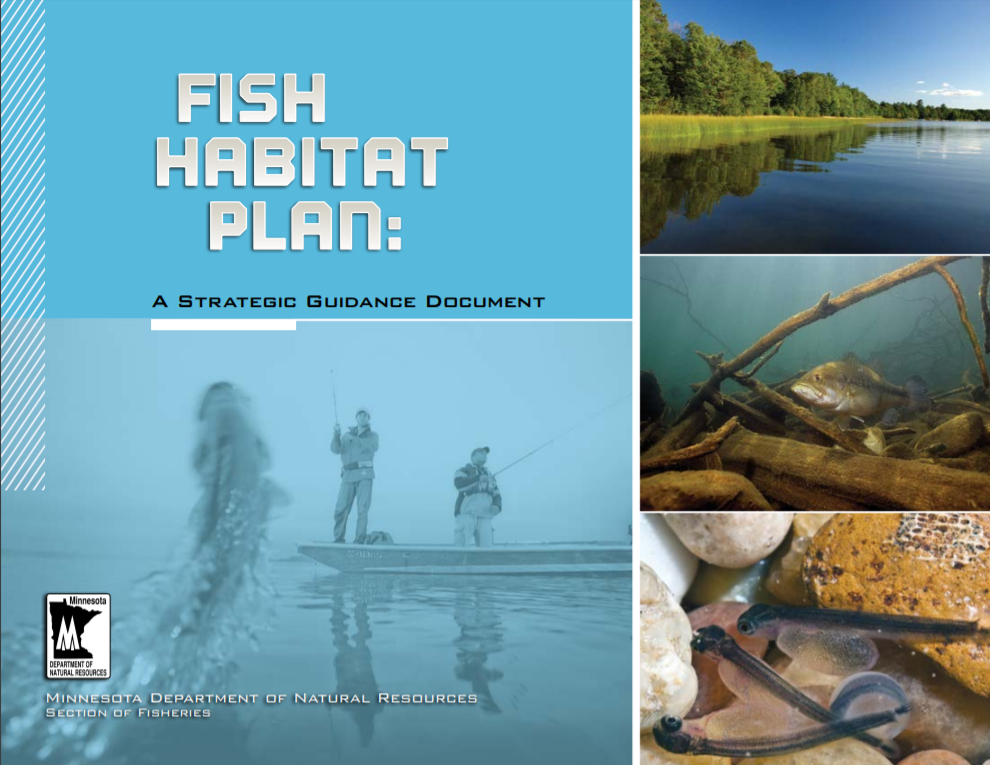 FISH
HABITAT
PLAN:
A Strategic Guidance Document
Minnesota
DEPARTMENT OF
NATURAL RESOURCES
Minnesota Department of Natural Resources
Section of Fisheries